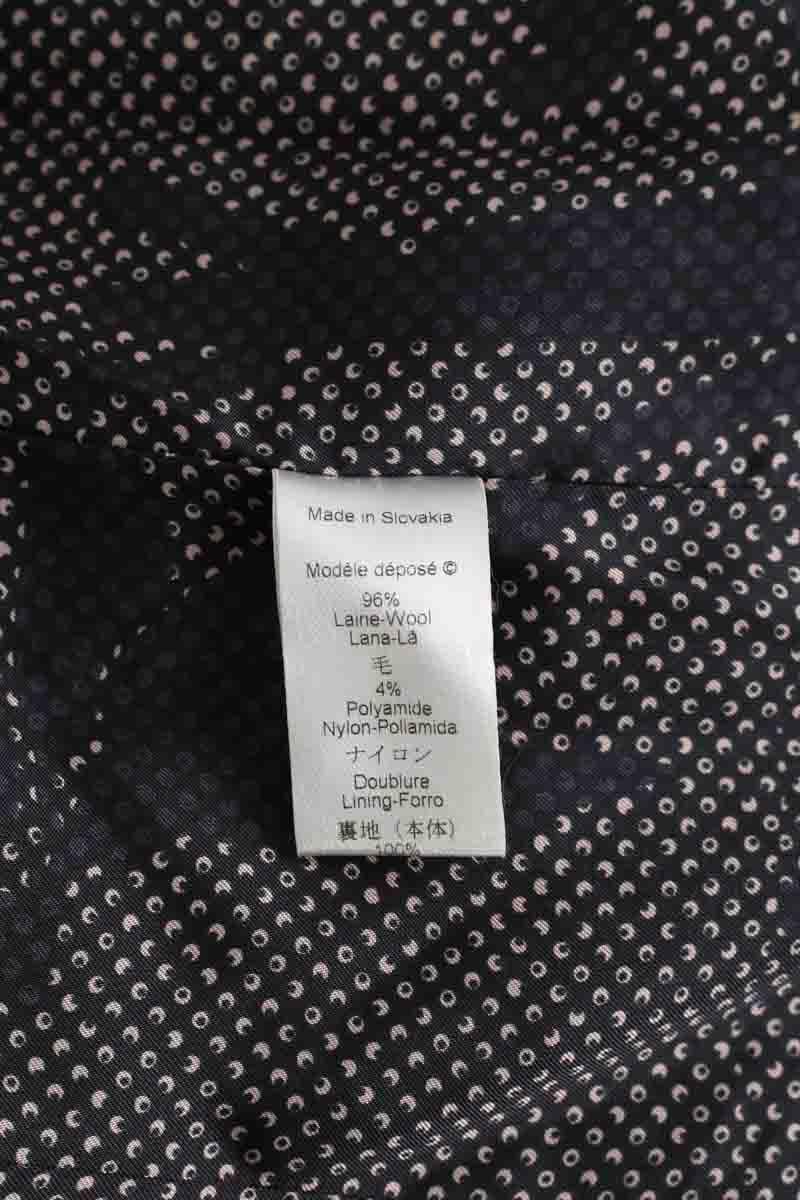 Made in Slovakia
Modèle déposé ©
96%
Laine-Wool
Lana-Lã
毛
4%
Polyamide
Nylon-Poliamida
ナイロン
Doublure
Lining-Forro
裏地（本体）
100%